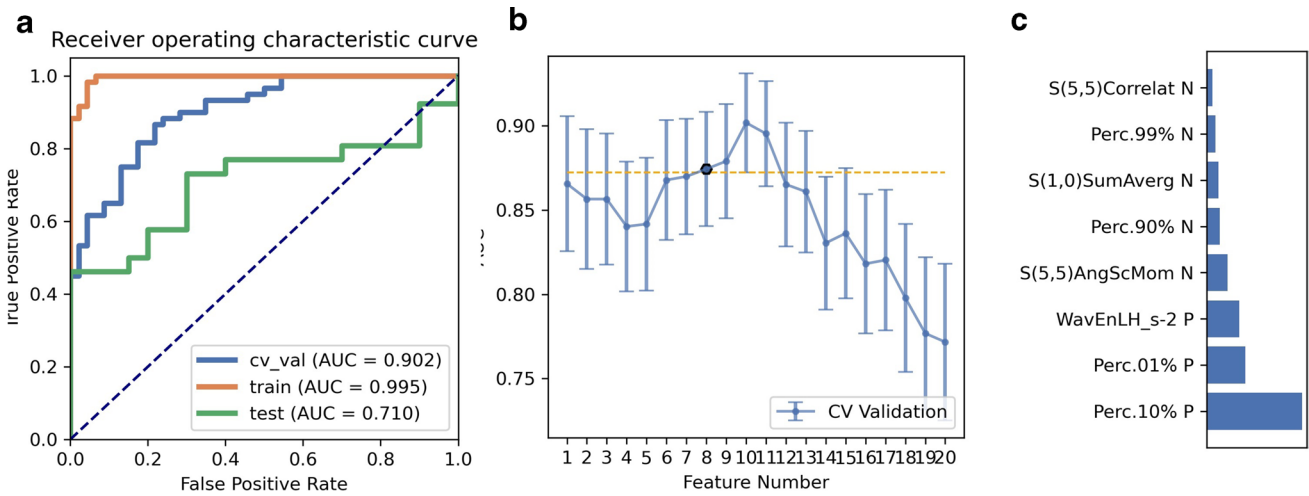 a
Receiver operating characteristic curve
1.0
0.8
0.6
0.4
0.2
0.0
True Positive Rate
cv_val (AUC = 0.902)
train (AUC = 0.995)
test (AUC = 0.710)
0.0 0.2 0.4 0.6 0.8 1.0
False Positive Rate
b
0.90
0.85
0.80
0.75
CV Validation
1 2 3 4 5 6 7 8 9 10 11 12 13 14 15 16 17 18 19 20
Feature Number
c
S(5,5)Correlat N
Perc.99% N
S(1,0)SumAverg N
Perc.90% N
S(5,5)AngScMom N
WavEnLH_s-2 P
Perc.01% P
Perc.10% P